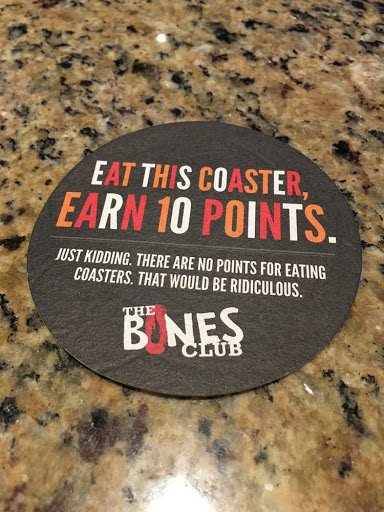 EAT THIS COASTER,
EARN 10 POINTS.
JUST KIDDING. THERE ARE NO POINTS FOR EATING
COASTERS. THAT WOULD BE RIDICULOUS.
THE
BONES
CLUB